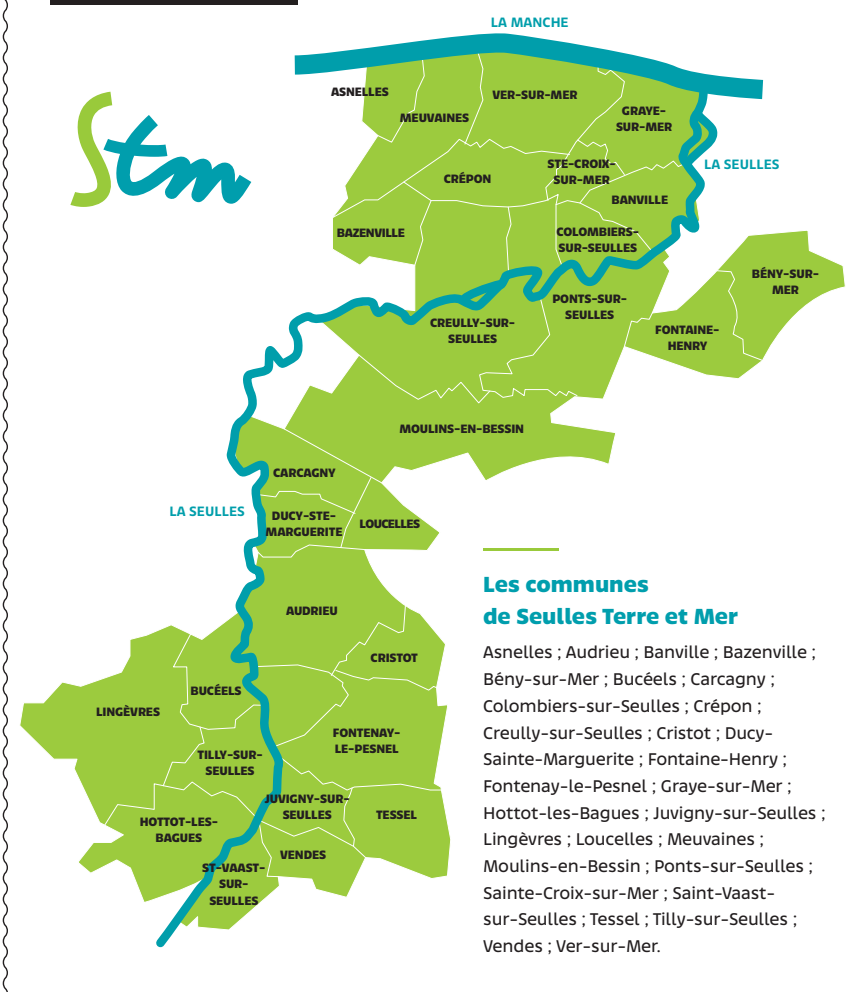 LA MANCHE
ASNELLES
MEUVAINES
VER-SUR-MER
GRAYE-
SUR-MER
Stm
LA SEULLES
CRÉPON
STE-CROIX-
SUR-MER
BANVILLE
BAZENVILLE
COLOMBIERS-
SUR-SEULLES
BÉNY-SUR-
MER
PONTS-SUR-
SEULLES
CREULLY-SUR-
SEULLES
FONTAINE-
HENRY
MOULINS-EN-BESSIN
CARCAGNY
LA SEULLES
DUCY-STE-
MARGUERITE
LOUCELLES
AUDRIEU
CRISTOT
BUCÉELS
LINGÈVRES
FONTENAY-
LE-PESNEL
TILLY-SUR-
SEULLES
JUVIGNY-SUR-
SEULLES
TESSEL
HOTTOT-LES-
BAGUES
VENDES
ST-VAAST-
SUR-
SEULLES
Les communes
de Seulles Terre et Mer
Asnelles ; Audrieu ; Banville ; Bazenville ;
Bény-sur-Mer ; Bucéels ; Carcagny ;
Colombiers-sur-Seulles ; Crépon ;
Creully-sur-Seulles ; Cristot ; Ducy-
Sainte-Marguerite ; Fontaine-Henry ;
Fontenay-le-Pesnel ; Graye-sur-Mer ;
Hottot-les-Bagues ; Juvigny-sur-Seulles ;
Lingèvres ; Loucelles ; Meuvaines ;
Moulins-en-Bessin ; Ponts-sur-Seulles ;
Sainte-Croix-sur-Mer ; Saint-Vaast-
sur-Seulles ; Tessel ; Tilly-sur-Seulles ;
Vendes ; Ver-sur-Mer.